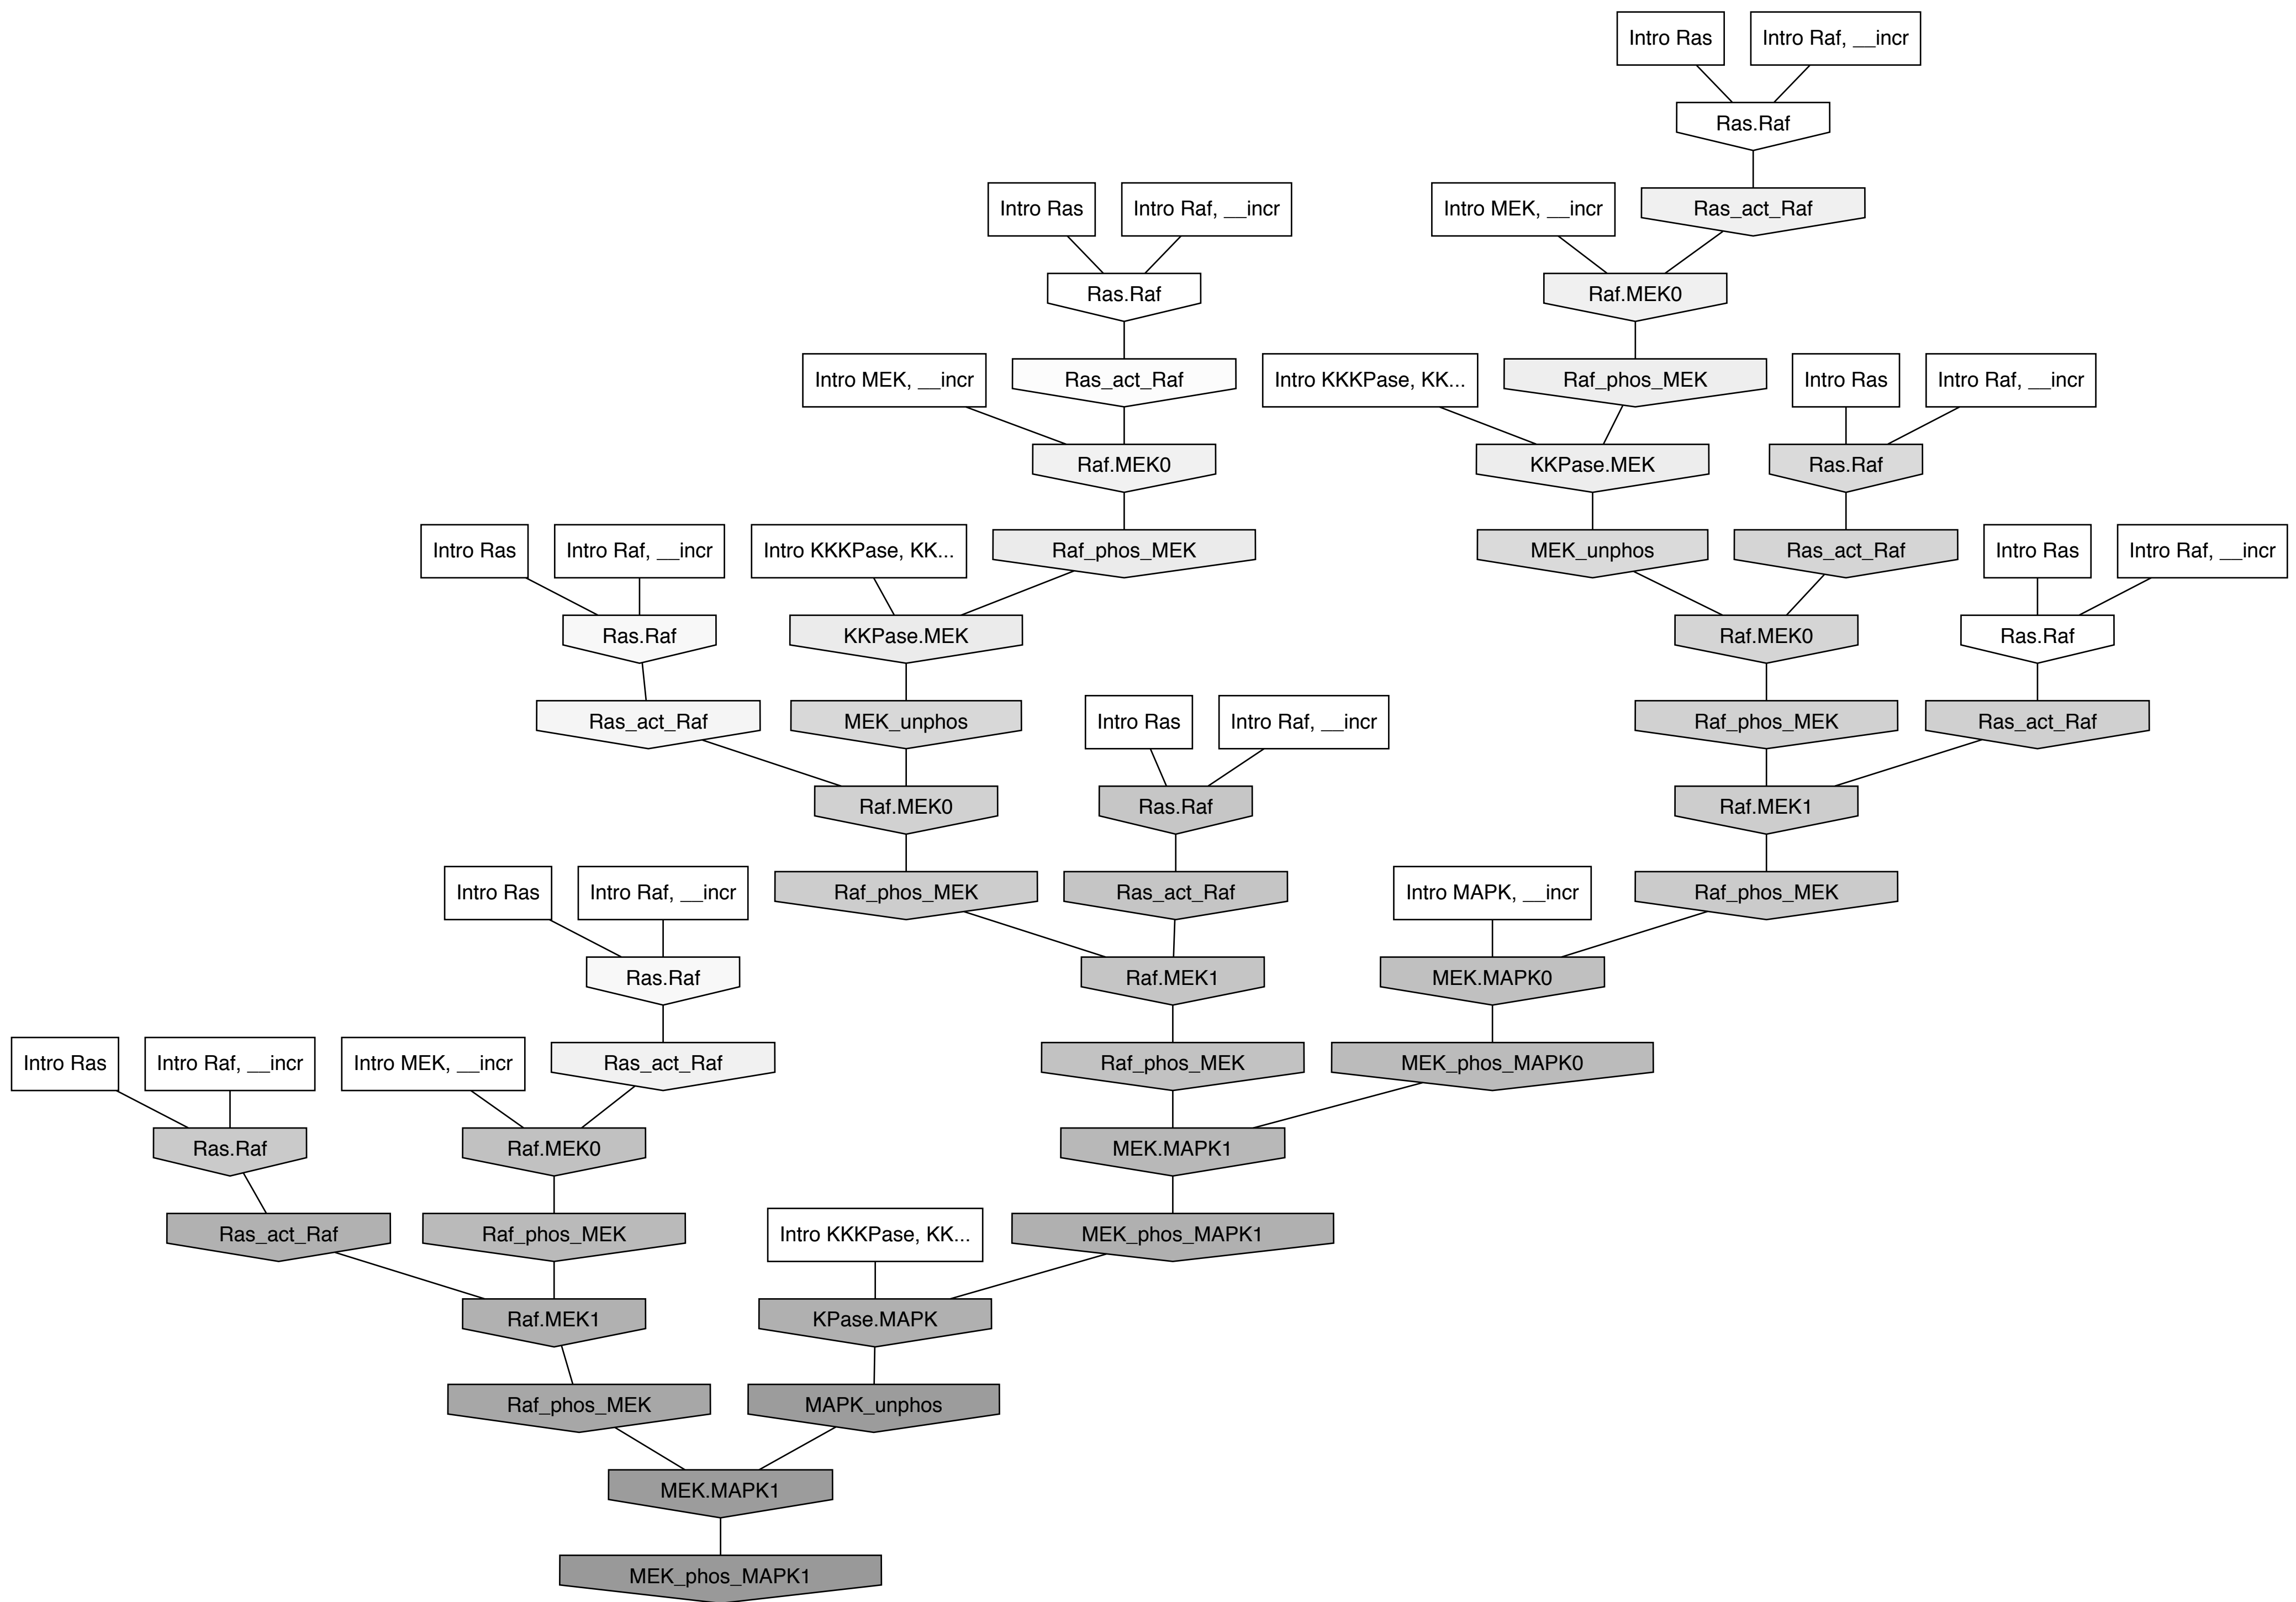 Intro Ras
Intro Raf, __incr
Ras.Raf
Intro Ras
Intro Raf, __incr
Intro MEK, __incr
Ras_act_Raf
Ras.Raf
Raf.MEK0
Intro MEK, __incr
Ras_act_Raf
Intro KKKPase, KK...
Raf_phos_MEK
Intro Ras
Intro Raf, __incr
Raf.MEK0
KKPase.MEK
Ras.Raf
Intro Ras
Intro Raf, __incr
Intro KKKPase, KK...
Raf_phos_MEK
MEK_unphos
Ras_act_Raf
Intro Ras
Intro Raf, __incr
Ras.Raf
KKPase.MEK
Raf.MEK0
Ras.Raf
Ras_act_Raf
MEK_unphos
Intro Ras
Intro Raf, __incr
Raf_phos_MEK
Ras_act_Raf
Raf.MEK0
Ras.Raf
Raf.MEK1
Intro Ras
Intro Raf, __incr
Raf_phos_MEK
Ras_act_Raf
Intro MAPK, __incr
Raf_phos_MEK
Ras.Raf
Raf.MEK1
MEK.MAPK0
Intro Ras
Intro Raf, __incr
Intro MEK, __incr
Ras_act_Raf
Raf_phos_MEK
MEK_phos_MAPK0
Ras.Raf
Raf.MEK0
MEK.MAPK1
Ras_act_Raf
Raf_phos_MEK
Intro KKKPase, KK...
MEK_phos_MAPK1
Raf.MEK1
KPase.MAPK
Raf_phos_MEK
MAPK_unphos
MEK.MAPK1
MEK_phos_MAPK1